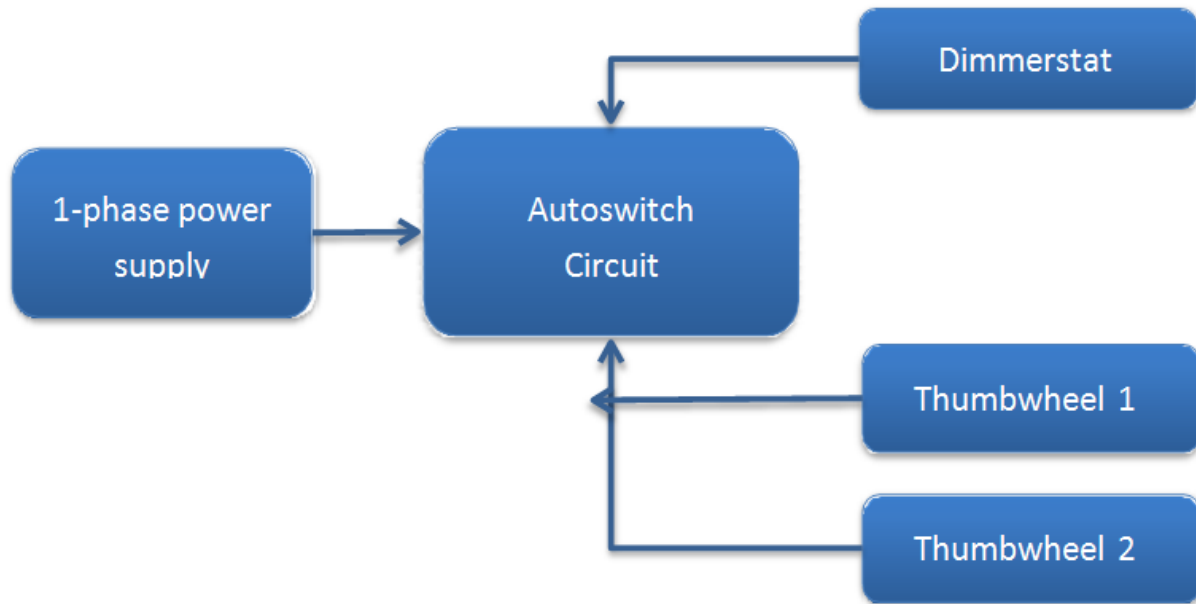 Dimmerstat
1-phase power
supply
Autoswitch
Circuit
Thumbwheel 1
Thumbwheel 2